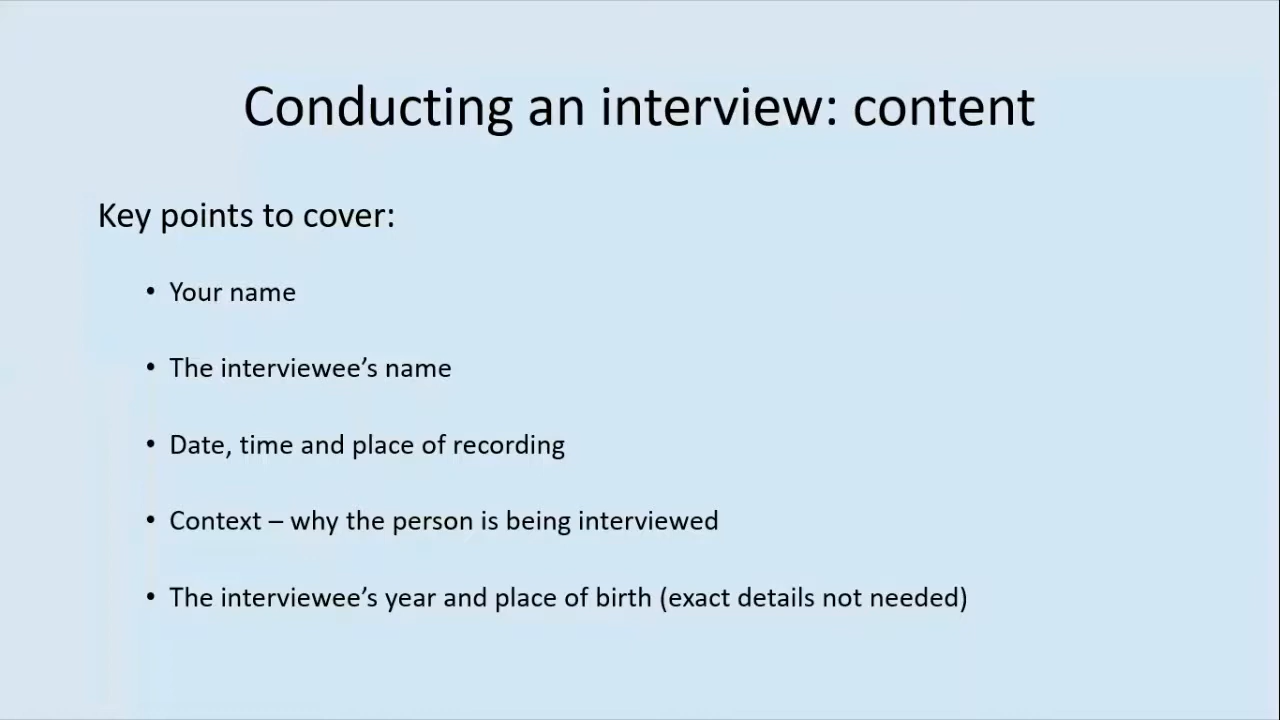 Conducting an interview: content
Key points to cover:
• Your name
• The interviewee’s name
• Date, time and place of recording
• Context – why the person is being interviewed
• The interviewee’s year and place of birth (exact details not needed)